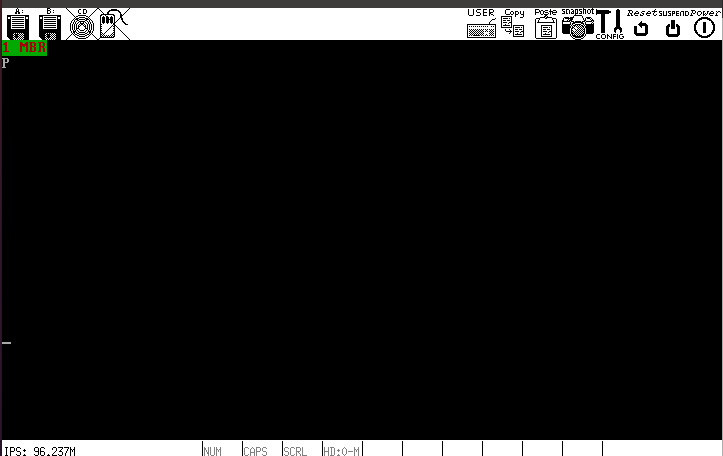 A: B: CD USER Copy Paste snapshot CONFIG Reset SUSPEND Power
1 MBR
P
IPS: 96.237M NUM CAPS SCRL HD:0-M